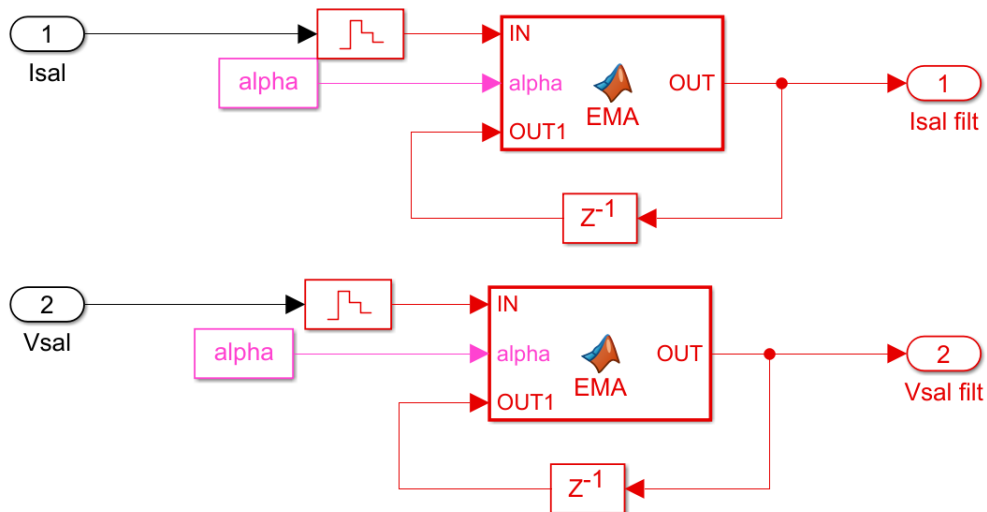 1
Isal
alpha
IN
alpha
OUT1
EMA
OUT
1
Isal filt
Z-1
2
Vsal
alpha
IN
alpha
OUT1
EMA
OUT
2
Vsal filt
Z-1